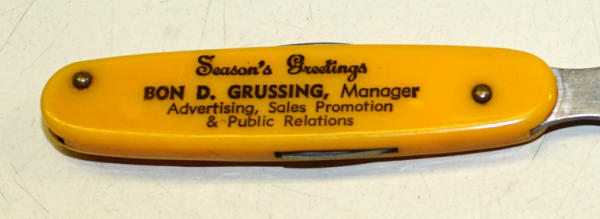 Season's Greetings
BON D. GRUSSING, Manager
Advertising, Sales Promotion
& Public Relations